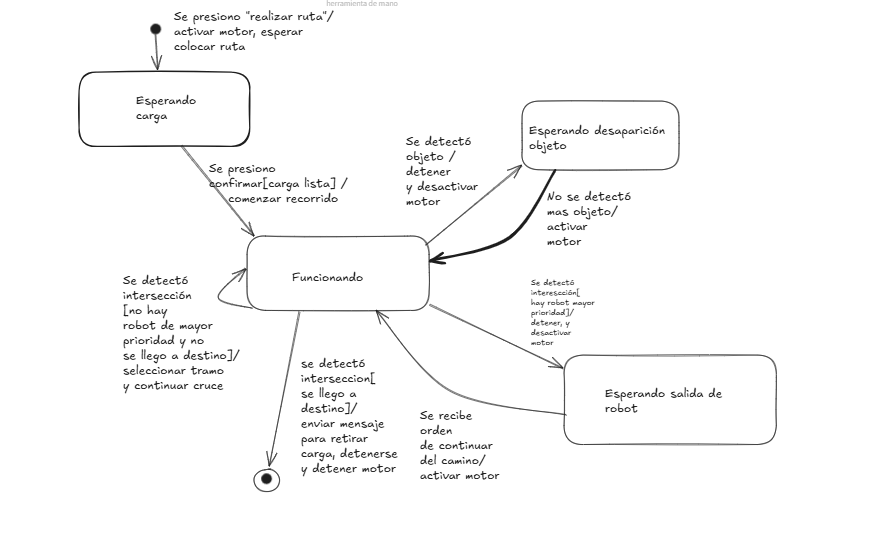 herramienta de mano
Se presiono "realizar ruta"/
activar motor, esperar
colocar ruta
Esperando
carga
Se presiono
confirmar[carga lista] /
comenzar recorrido
Se detectó
objeto /
detener
y desactivar
motor
Esperando desaparición
objeto
No se detectó
mas objeto/
activar
motor
Funcionando
Se detectó
intersección
[no hay
robot de mayor
prioridad y no
se llego a destino]/
seleccionar tramo
y continuar cruce
Se detectó
interescción[
hay robot mayor
prioridad]/
detener, y
desactivar
motor
Esperando salida de
robot
se detectó
interseccion[
se llego a
destino]/
enviar mensaje
para retirar
carga, detenerse
y detener motor
Se recibe
orden
de continuar
del camino/
activar motor